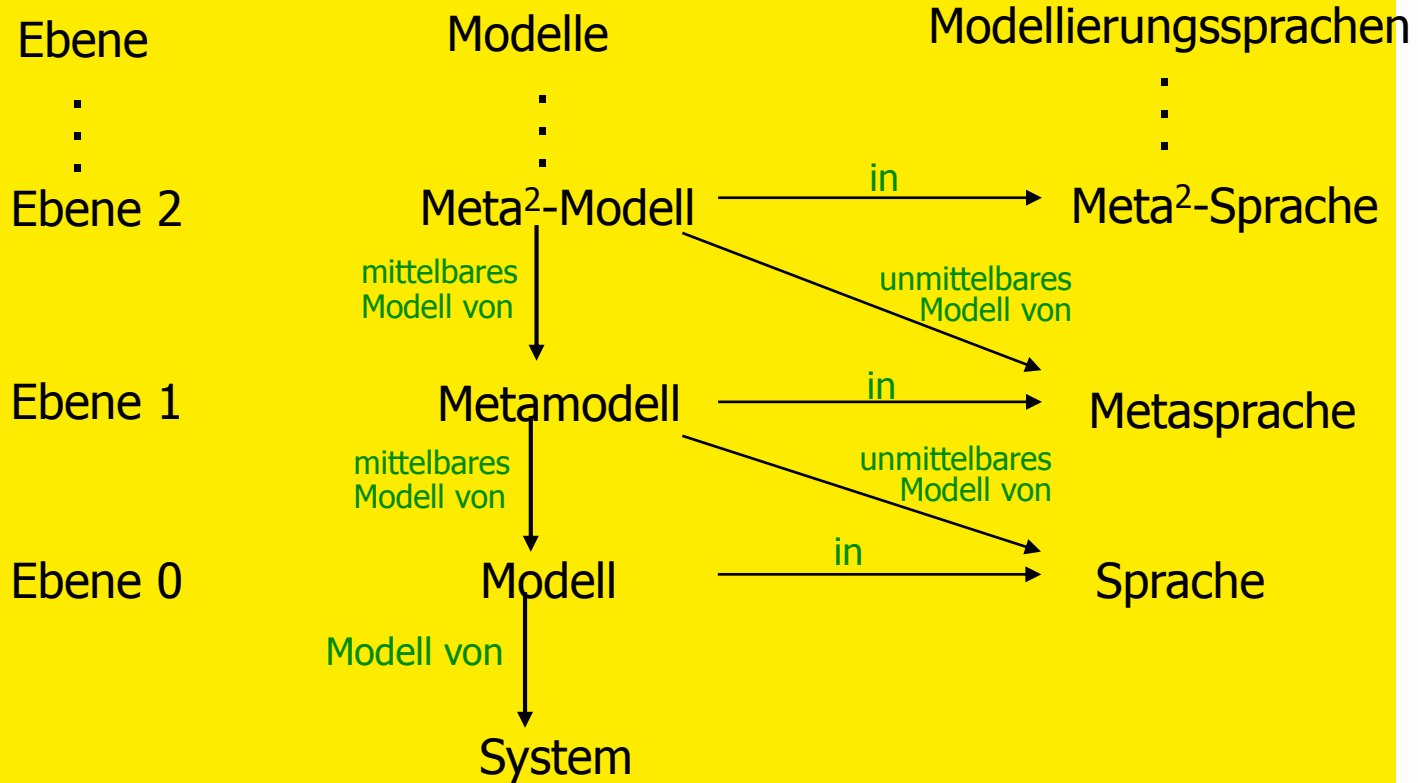 Ebene Modelle Modellierungssprachen
Ebene 2 Meta²-Modell in Meta²-Sprache
mittelbares
Modell von
unmittelbares
Modell von
Ebene 1 Metamodell in Metasprache
mittelbares
Modell von
unmittelbares
Modell von
Ebene 0 Modell in Sprache
Modell von
System